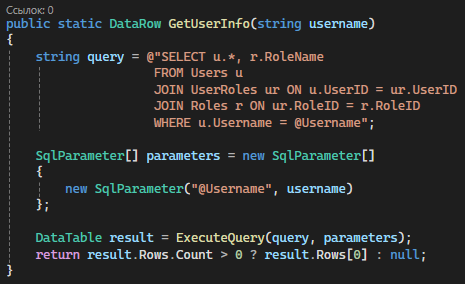 Ссылок: 0
public static DataRow GetUserInfo(string username)
{
    string query = @"SELECT u.*, r.RoleName
                    FROM Users u
                    JOIN UserRoles ur ON u.UserID = ur.UserID
                    JOIN Roles r ON ur.RoleID = r.RoleID
                    WHERE u.Username = @Username";
    SqlParameter[] parameters = new SqlParameter[]
    {
        new SqlParameter("@Username", username)
    };
    DataTable result = ExecuteQuery(query, parameters);
    return result.Rows.Count > 0 ? result.Rows[0] : null;
}